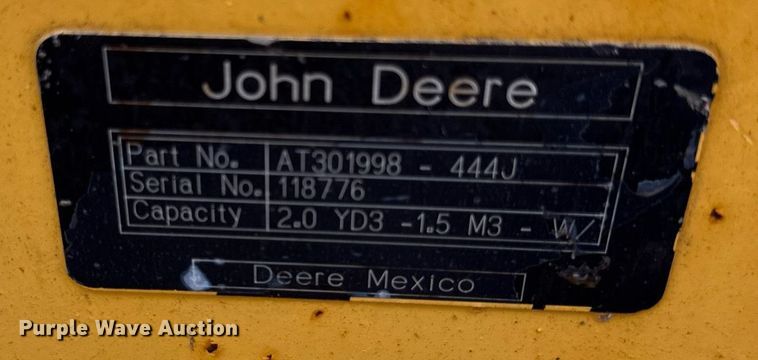 John Deere
Part No. AT301998 - 444J
Serial No. 118776
Capacity 2.0 YD3 -1.5 M3 - W/
Deere Mexico
Purple Wave Auction